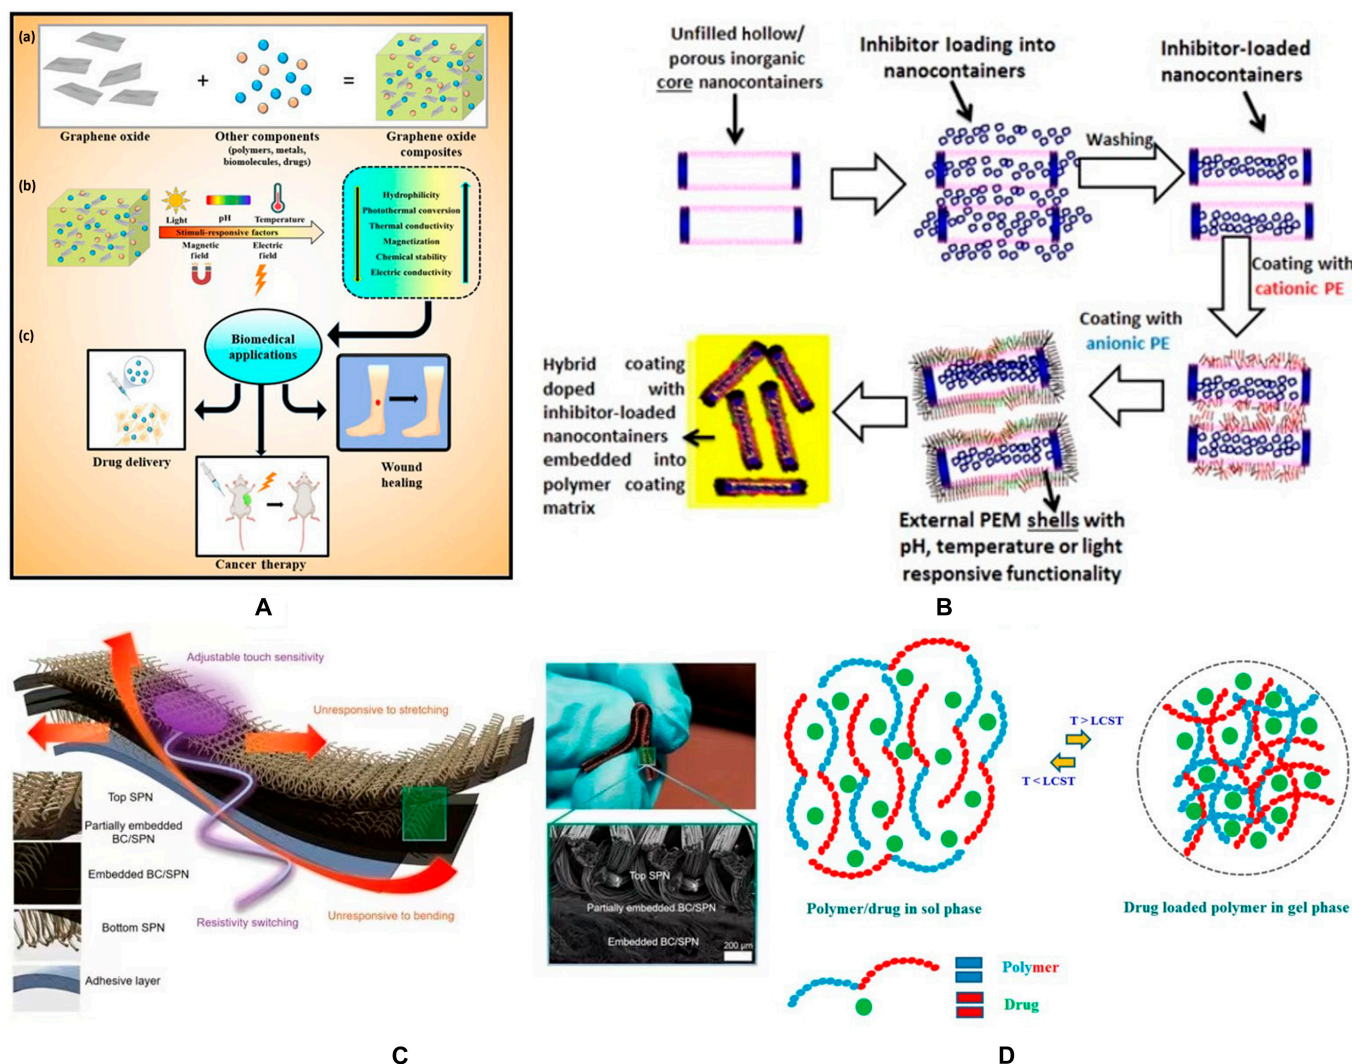 (a)
+
=
Graphene oxide
Other components
(polymers, metals,
biomolecules, drugs)
Graphene oxide
composites
(b)
Light
pH
Temperature
Stimuli-responsive factors
Magnetic
field
Electric
field
Hydrophilicity
Photothermal conversion
Thermal conductivity
Magnetization
Chemical stability
Electric conductivity
(c)
Biomedical
applications
Drug delivery
Cancer therapy
Wound
healing
A
Unfilled hollow/
porous inorganic
core nanocontainers
Inhibitor loading into
nanocontainers
Washing
Inhibitor-loaded
nanocontainers
Coating with
cationic PE
Coating with
anionic PE
External PEM shells with
pH, temperature or light
responsive functionality
Hybrid coating
doped with
inhibitor-loaded
nanocontainers
embedded into
polymer coating
matrix
B
Adjustable touch sensitivity
Unresponsive to stretching
Top SPN
Partially embedded
BC/SPN
Embedded BC/SPN
Bottom SPN
Adhesive layer
Resistivity switching
Unresponsive to bending
Top SPN
Partially embedded BC/SPN
Embedded BC/SPN
200 μm
C
T > LCST
T < LCST
Polymer/drug in sol phase
Drug loaded polymer in gel phase
Polymer
Drug
D